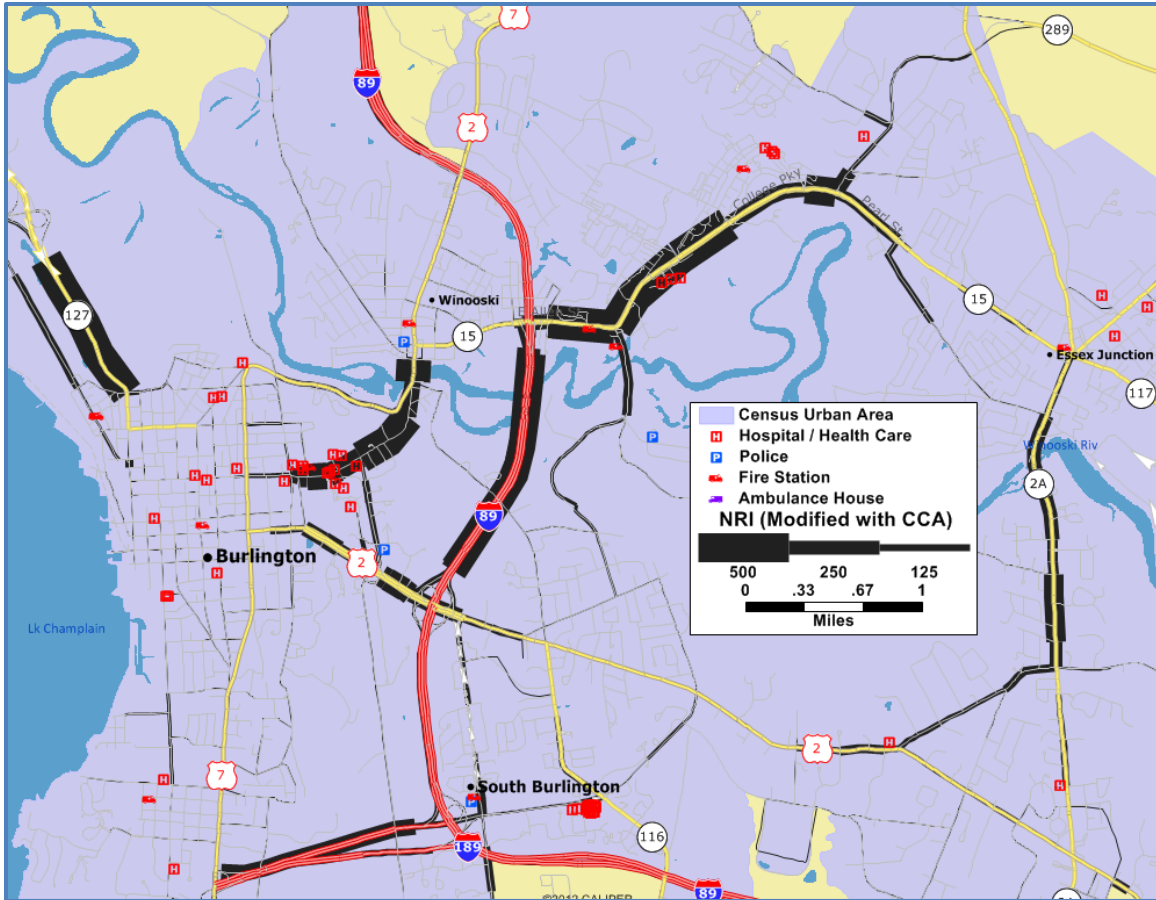 7
289
89
2
College Pky
Pearl St
127
Winooski
15
15
Essex Junction
117
Census Urban Area
Hospital / Health Care
Police
Fire Station
Ambulance House
NRI (Modified with CCA)
500 250 125
0 .33 .67 1
Miles
2A
89
Burlington
2
Lk Champlain
2
7
South Burlington
116
189
89
©2012 CALIPER